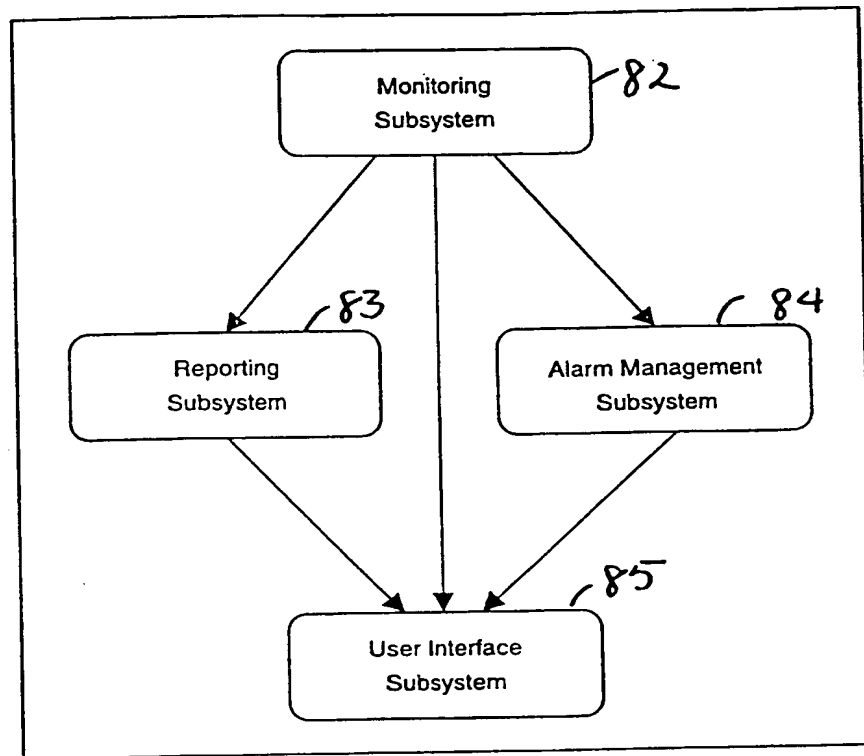 Monitoring
Subsystem
82
Reporting
Subsystem
83
Alarm Management
Subsystem
84
User Interface
Subsystem
85